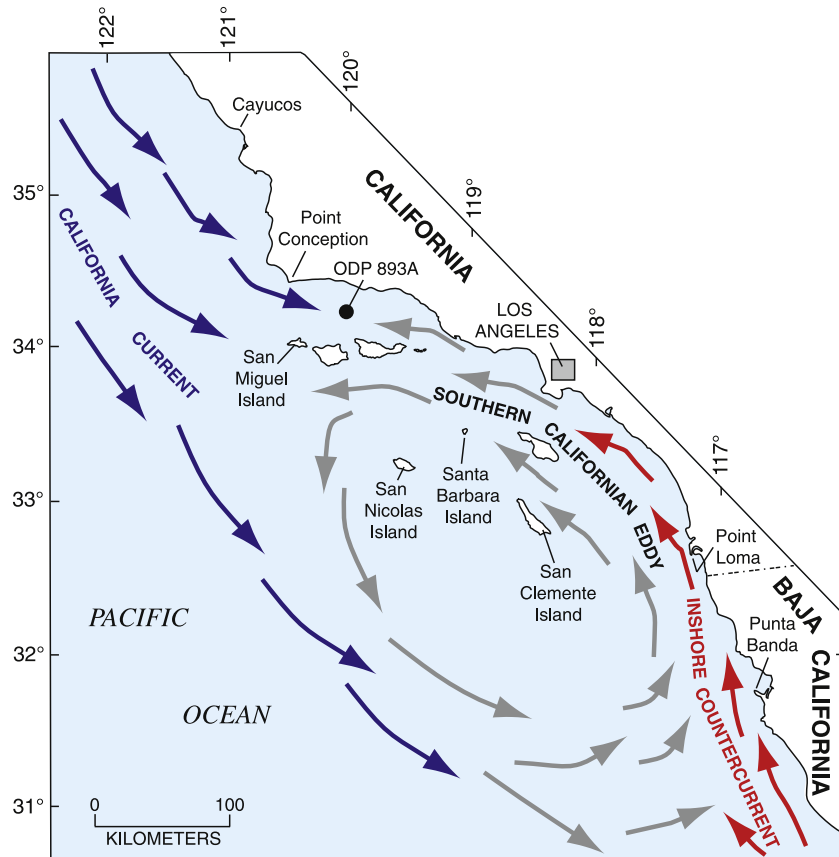 122°
121°
120°
119°
118°
117°
35°
34°
33°
32°
31°
Cayucos
Point
Conception
ODP 893A
CALIFORNIA
LOS
ANGELES
CALIFORNIA
CURRENT
San
Miguel
Island
SOUTHERN CALIFORNIAN EDDY
San
Nicolas
Island
Santa
Barbara
Island
San
Clemente
Island
Point
Loma
BAJA
CALIFORNIA
Punta
Banda
INSHORE COUNTERCURRENT
PACIFIC
OCEAN
0 100
KILOMETERS